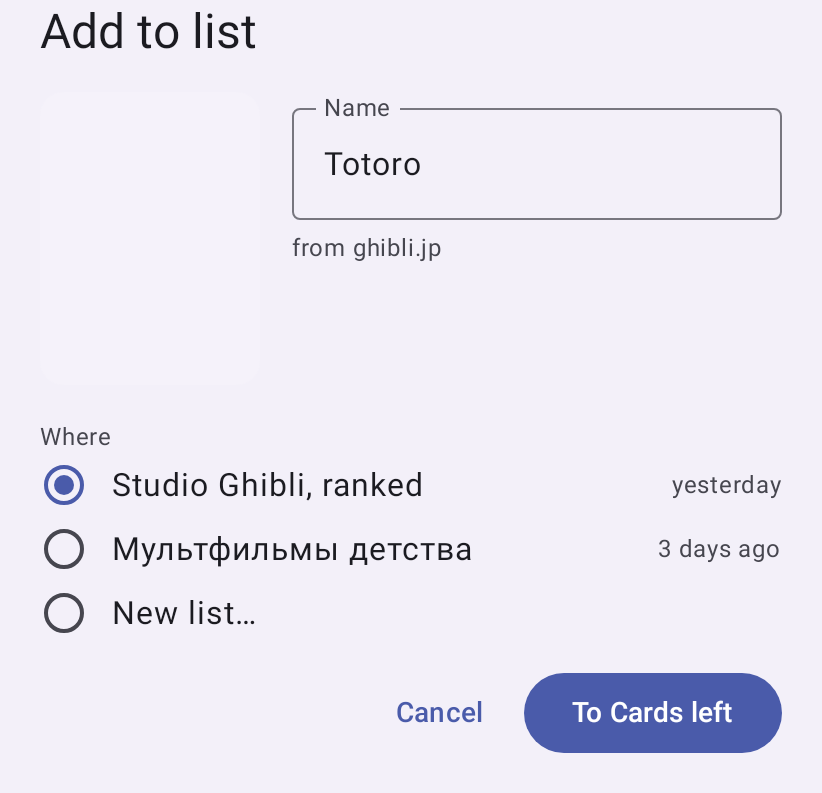 Add to list
Name
Totoro
from ghibli.jp
Where
Studio Ghibli, ranked yesterday
Мультфильмы детства 3 days ago
New list…
Cancel To Cards left